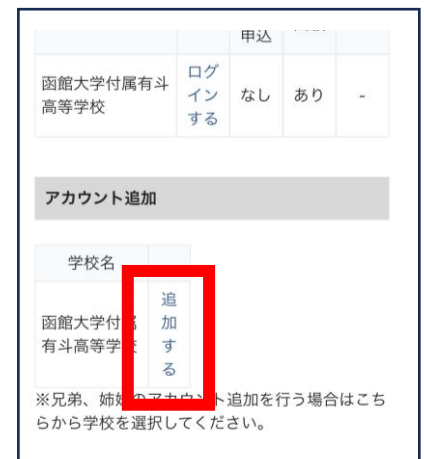 申込
函館大学付属有斗
高等学校
ログ
イン
する
なし
あり
-
アカウント追加
学校名
函館大学付
有斗高等学
追
加
す
る
※兄弟、姉妹のアカウント追加を行う場合はこち
らから学校を選択してください。